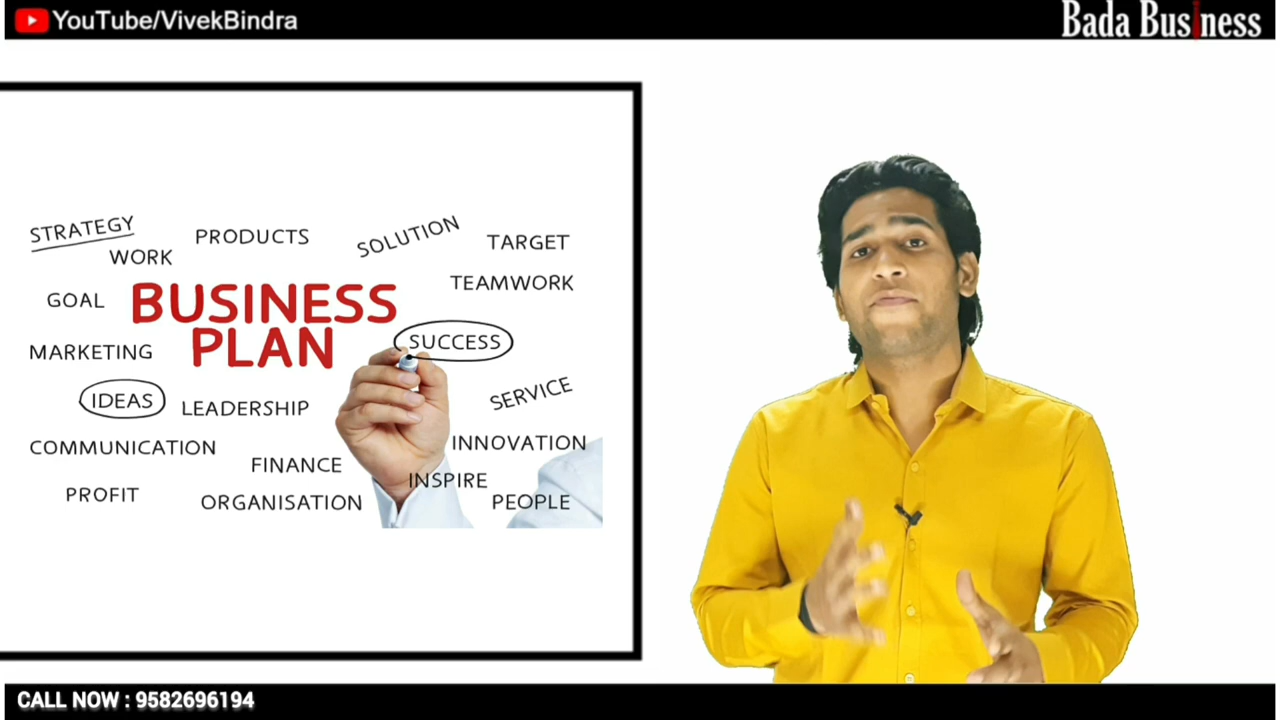 YouTube/VivekBindra
Bada Business
STRATEGY
PRODUCTS
SOLUTION
TARGET
WORK
TEAMWORK
GOAL
BUSINESS
PLAN
SUCCESS
MARKETING
IDEAS
LEADERSHIP
SERVICE
COMMUNICATION
INNOVATION
FINANCE
INSPIRE
PROFIT
ORGANISATION
PEOPLE
CALL NOW : 9582696194